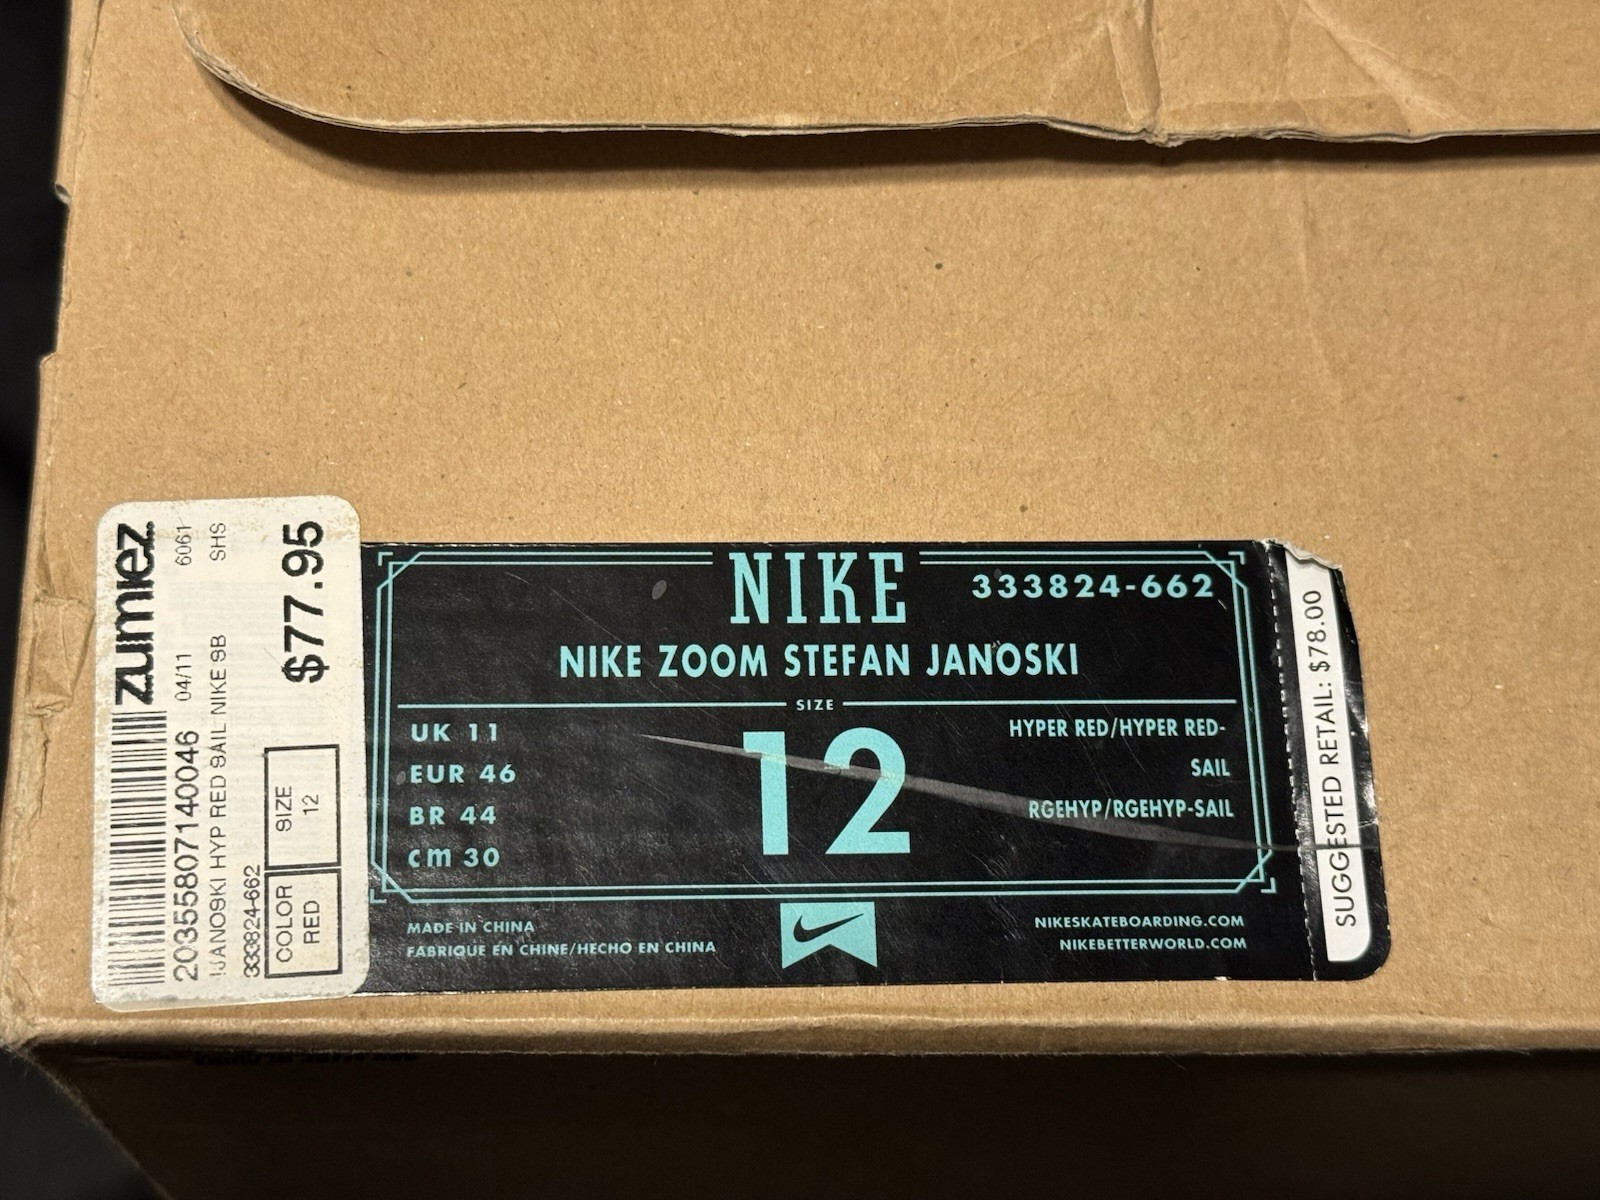 zumiez
20355807140046 04/11 6061
!JANOSKI HYP RED SAIL NIKE SB SHS
333824-662
COLOR SIZE
RED 12
$77.95
NIKE
333824-662
NIKE ZOOM STEFAN JANOSKI
SIZE
UK 11
EUR 46
BR 44
cm 30
12
HYPER RED/HYPER RED-
SAIL
RGEHYP/RGEHYP-SAIL
MADE IN CHINA
FABRIQUE EN CHINE/HECHO EN CHINA
NIKESKATEBOARDING.COM
NIKEBETTERWORLD.COM
SUGGESTED RETAIL: $78.00